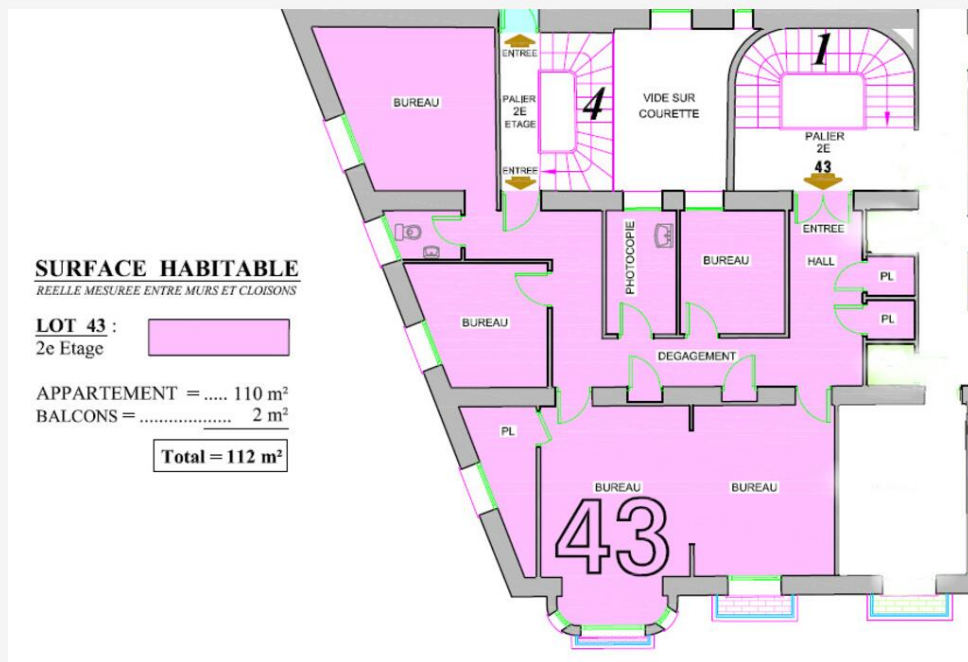 SURFACE HABITABLE
REELLE MESUREE ENTRE MURS ET CLOISONS
LOT 43 :
2e Etage
APPARTEMENT = ..... 110 m²
BALCONS = ................... 2 m²
Total = 112 m²
BUREAU
ENTREE
PALIER
2E
ETAGE
ENTREE
4
VIDE SUR
COURETTE
1
PALIER
2E
43
ENTREE
HALL
PL
PL
PHOTOCOPIE
BUREAU
BUREAU
DEGAGEMENT
PL
BUREAU
BUREAU
43